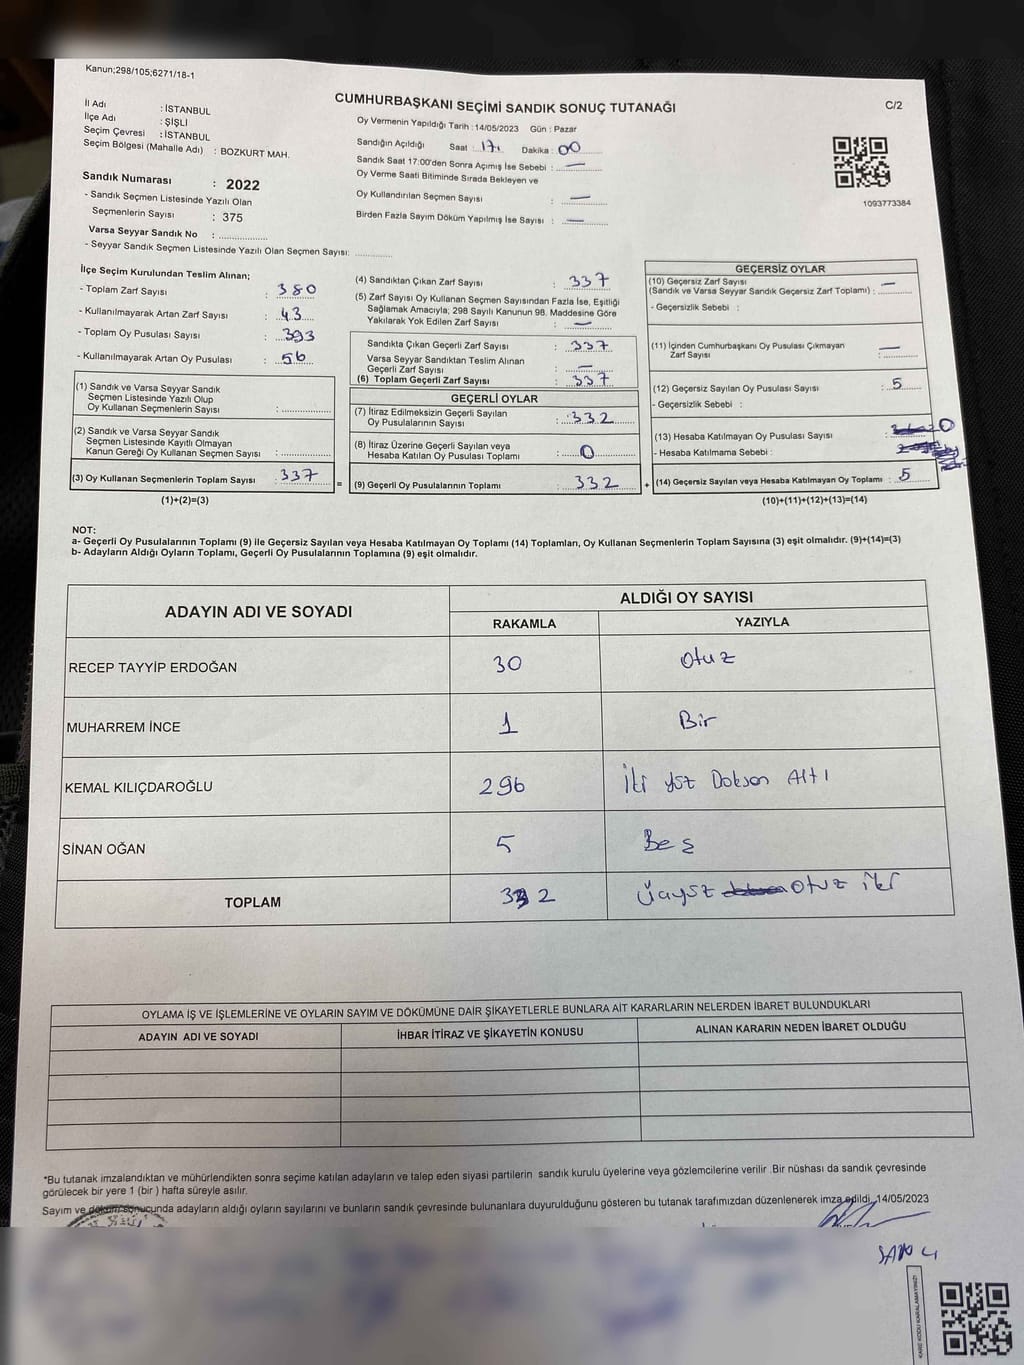 Kanun;298/105;6271/18-1
CUMHURBAŞKANI SEÇİMİ SANDIK SONUÇ TUTANAĞI
C/2
İl Adı : İSTANBUL
İlçe Adı : ŞİŞLİ
Seçim Çevresi : İSTANBUL
Seçim Bölgesi (Mahalle Adı) : BOZKURT MAH.
Sandık Numarası : 2022
- Sandık Seçmen Listesinde Yazılı Olan
Seçmenlerin Sayısı : 375
Varsa Seyyar Sandık No :
- Seyyar Sandık Seçmen Listesinde Yazılı Olan Seçmen Sayısı:
Oy Vermenin Yapıldığı Tarih : 14/05/2023 Gün : Pazar
Sandığın Açıldığı Saat : 17. Dakika : 00
Sandık Saat 17:00'den Sonra Açımış İse Sebebi : —
Oy Verme Saati Bitiminde Sırada Bekleyen ve
Oy Kullandırılan Seçmen Sayısı : —
Birden Fazla Sayım Döküm Yapılmış İse Sayısı : —
1093773384
İlçe Seçim Kurulundan Teslim Alınan;
- Toplam Zarf Sayısı : 380
- Kullanılmayarak Artan Zarf Sayısı : 43
- Toplam Oy Pusulası Sayısı : 393
- Kullanılmayarak Artan Oy Pusulası : 56
(1) Sandık ve Varsa Seyyar Sandık
Seçmen Listesinde Yazılı Olup
Oy Kullanan Seçmenlerin Sayısı :
(2) Sandık ve Varsa Seyyar Sandık
Seçmen Listesinde Kayıtlı Olmayan
Kanun Gereği Oy Kullanan Seçmen Sayısı :
(3) Oy Kullanan Seçmenlerin Toplam Sayısı : 337
(1)+(2)=(3)
=
(4) Sandıktan Çıkan Zarf Sayısı : 337
(5) Zarf Sayısı Oy Kullanan Seçmen Sayısından Fazla İse, Eşitliği
Sağlamak Amacıyla; 298 Sayılı Kanunun 98. Maddesine Göre
Yakılarak Yok Edilen Zarf Sayısı : —
Sandıkta Çıkan Geçerli Zarf Sayısı : 337
Varsa Seyyar Sandıktan Teslim Alınan
Geçerli Zarf Sayısı : —
(6) Toplam Geçerli Zarf Sayısı : 337
GEÇERLİ OYLAR
(7) İtiraz Edilmeksizin Geçerli Sayılan
Oy Pusulalarının Sayısı : 332
(8) İtiraz Üzerine Geçerli Sayılan veya
Hesaba Katılan Oy Pusulası Toplamı : 0
(9) Geçerli Oy Pusulalarının Toplamı : 332
+
GEÇERSİZ OYLAR
(10) Geçersiz Zarf Sayısı
(Sandık ve Varsa Seyyar Sandık Geçersiz Zarf Toplamı) : —
- Geçersizlik Sebebi :
(11) İçinden Cumhurbaşkanı Oy Pusulası Çıkmayan
Zarf Sayısı : —
(12) Geçersiz Sayılan Oy Pusulası Sayısı : 5
- Geçersizlik Sebebi :
(13) Hesaba Katılmayan Oy Pusulası Sayısı : 0
- Hesaba Katılmama Sebebi :
(14) Geçersiz Sayılan veya Hesaba Katılmayan Oy Toplamı : 5
(10)+(11)+(12)+(13)=(14)
NOT:
a- Geçerli Oy Pusulalarının Toplamı (9) ile Geçersiz Sayılan veya Hesaba Katılmayan Oy Toplamı (14) Toplamları, Oy Kullanan Seçmenlerin Toplam Sayısına (3) eşit olmalıdır. (9)+(14)=(3)
b- Adayların Aldığı Oyların Toplamı, Geçerli Oy Pusulalarının Toplamına (9) eşit olmalıdır.
ADAYIN ADI VE SOYADI
ALDIĞI OY SAYISI
RAKAMLA YAZIYLA
RECEP TAYYİP ERDOĞAN 30 Otuz
MUHARREM İNCE 1 Bir
KEMAL KILIÇDAROĞLU 296 İki yüz Doksan Altı
SİNAN OĞAN 5 Beş
TOPLAM 332 Üçyüz Otuz iki
OYLAMA İŞ VE İŞLEMLERİNE VE OYLARIN SAYIM VE DÖKÜMÜNE DAİR ŞİKAYETLERLE BUNLARA AİT KARARLARIN NELERDEN İBARET BULUNDUKLARI
ADAYIN ADI VE SOYADI İHBAR İTİRAZ VE ŞİKAYETİN KONUSU ALINAN KARARIN NEDEN İBARET OLDUĞU
*Bu tutanak imzalandıktan ve mühürlendikten sonra seçime katılan adayların ve talep eden siyasi partilerin sandık kurulu üyelerine veya gözlemcilerine verilir .Bir nüshası da sandık çevresinde
görülecek bir yere 1 (bir ) hafta süreyle asılır.
Sayım ve döküm sonucunda adayların aldığı oyların sayılarını ve bunların sandık çevresinde bulunanlara duyurulduğunu gösteren bu tutanak tarafımızdan düzenlenerek imza edildi. 14/05/2023
KARE KODU KARALAMAYINIZ!